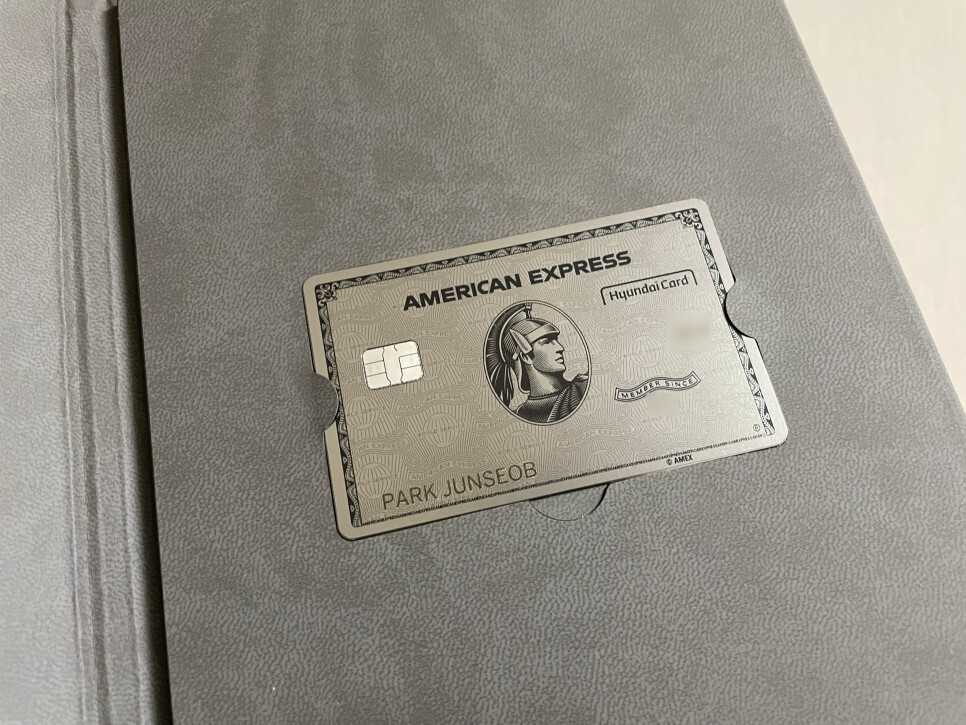 AMERICAN EXPRESS
Hyundai Card
MEMBER SINCE
PARK JUNSEOB
© AMEX
®